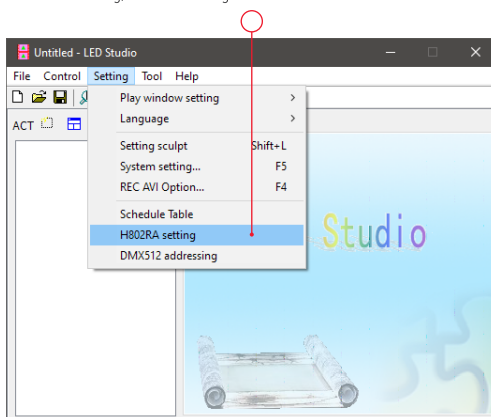 Untitled - LED Studio
File Control Setting Tool Help
ACT
Play window setting
Language
Setting sculpt Shift+L
System setting... F5
REC AVI Option... F4
Schedule Table
H802RA setting
DMX512 addressing
Studio